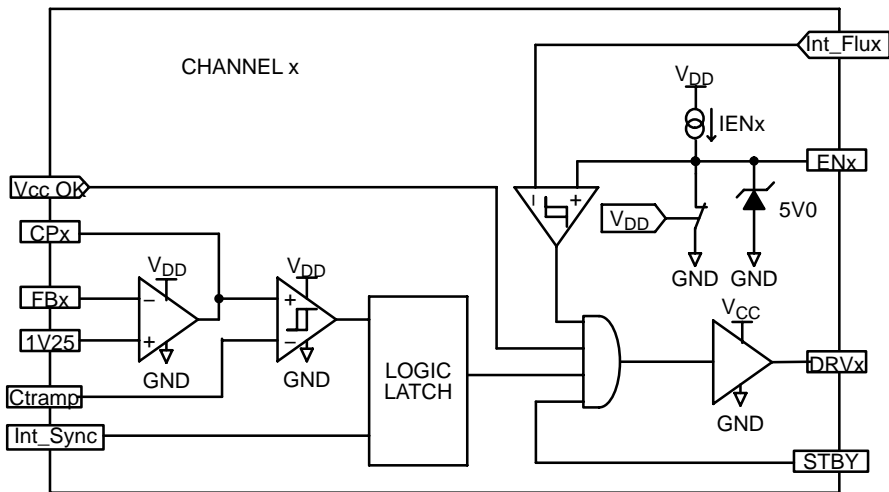 Int_Flux
CHANNEL x
VDD
IENx
ENx
Vcc OK
− +
5V0
VDD
CPx
GND GND
VDD VDD
FBx
−
+
VCC
1V25
+
−
LOGIC
LATCH
DRVx
GND GND
GND
Ctramp
Int_Sync
STBY